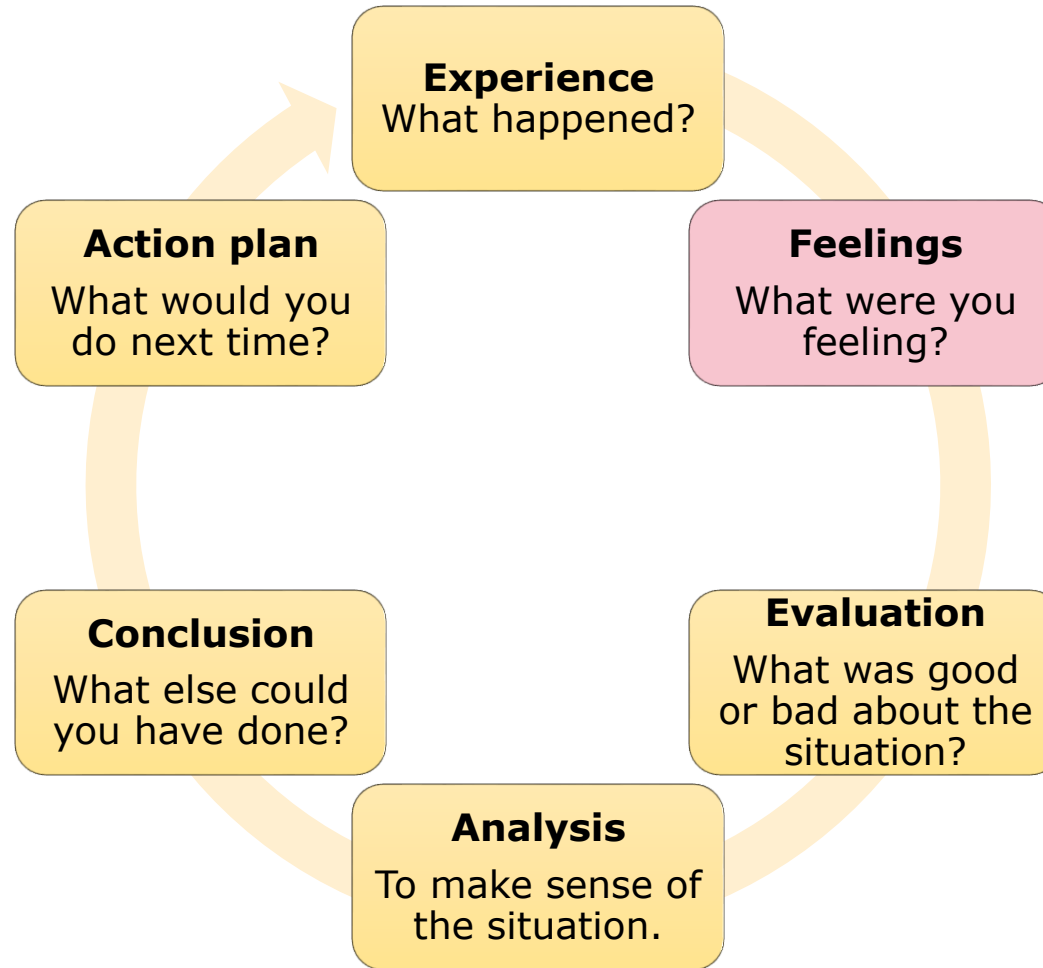 Experience
What happened?
Feelings
What were you
feeling?
Evaluation
What was good
or bad about the
situation?
Analysis
To make sense of
the situation.
Conclusion
What else could
you have done?
Action plan
What would you
do next time?